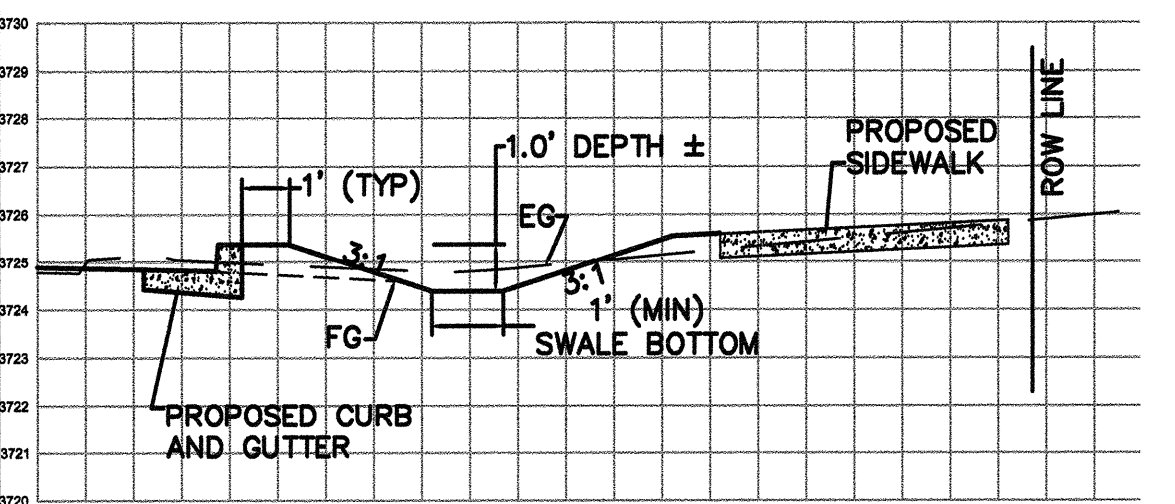 3730
3729
3728
3727
3726
3725
3724
3723
3722
3721
3720
ROW LINE
PROPOSED
SIDEWALK
1.0' DEPTH ±
1' (TYP)
EG
3:1
3:1
1' (MIN)
SWALE BOTTOM
FG
PROPOSED CURB
AND GUTTER